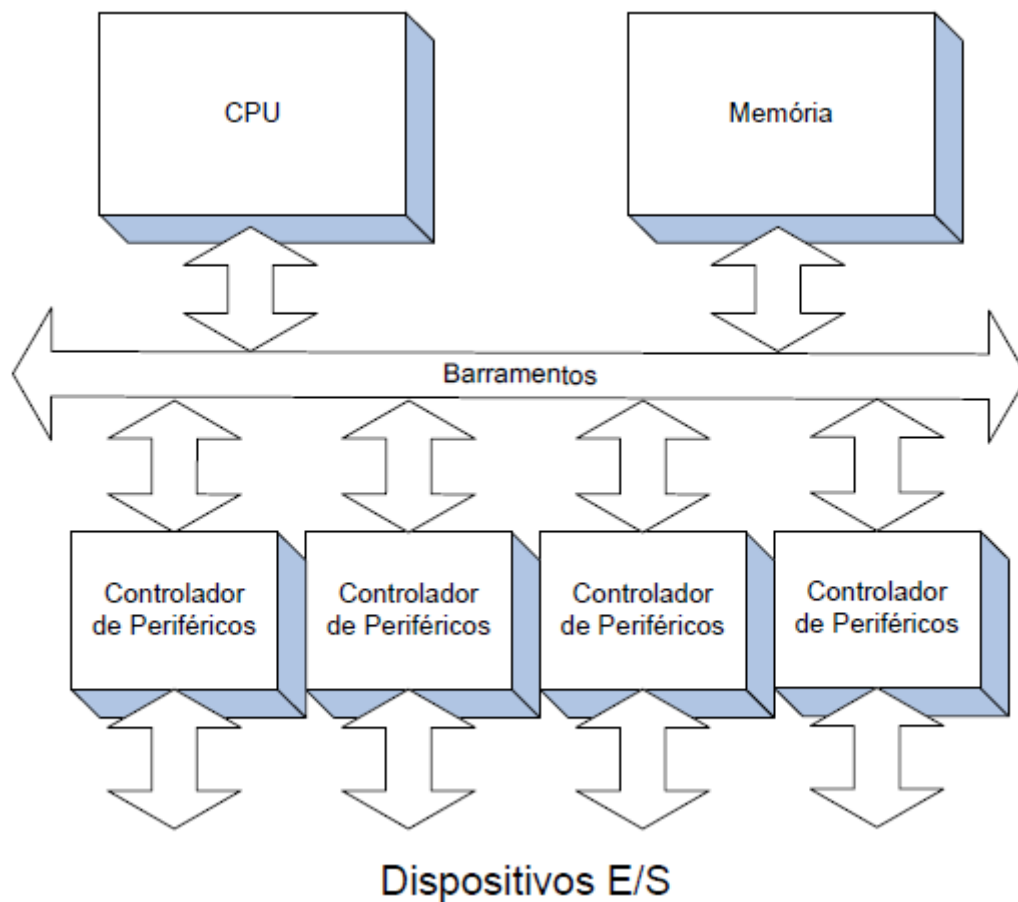 CPU
Memória
Barramentos
Controlador
de Periféricos
Controlador
de Periféricos
Controlador
de Periféricos
Controlador
de Periféricos
Dispositivos E/S